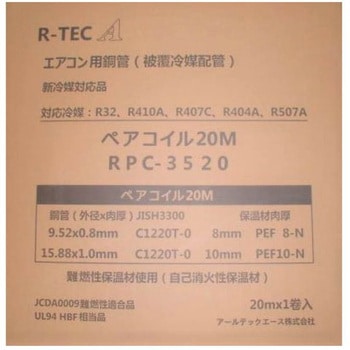 R-TEC
エアコン用銅管（被覆冷媒配管）
新冷媒対応品
対応冷媒：R32、R410A、R407C、R404A、R507A
ペアコイル20M
RPC-3520
ペアコイル20M
銅管（外径x肉厚）JISH3300 保温材肉厚
9.52x0.8mm C1220T-0 8mm PEF 8-N
15.88x1.0mm C1220T-0 10mm PEF10-N
難燃性保温材使用（自己消火性保温材）
JCDA0009難燃性適合品
UL94 HBF相当品
20mx1巻入
アールテックエース株式会社